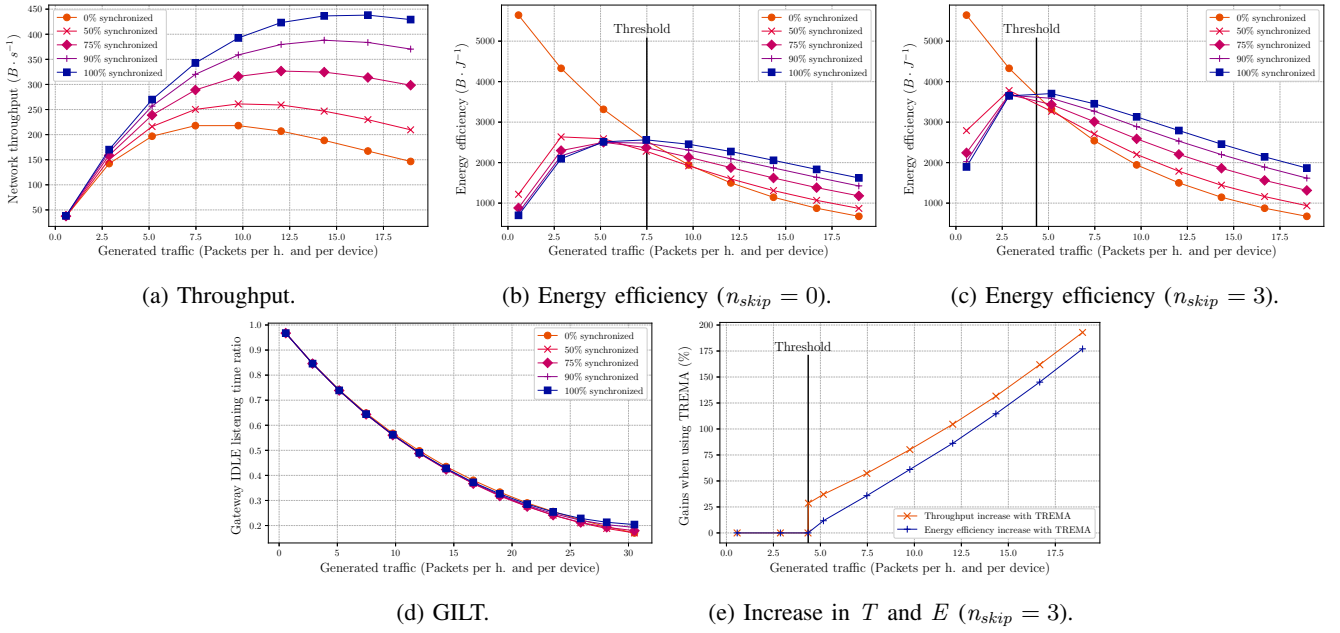 Network throughput (B · s⁻¹)
450
400
350
300
250
200
150
100
50
0% synchronized
50% synchronized
75% synchronized
90% synchronized
100% synchronized
0.0 2.5 5.0 7.5 10.0 12.5 15.0 17.5
Generated traffic (Packets per h. and per device)
(a) Throughput.
Energy efficiency (B · J⁻¹)
5000
4000
3000
2000
1000
Threshold
0% synchronized
50% synchronized
75% synchronized
90% synchronized
100% synchronized
0.0 2.5 5.0 7.5 10.0 12.5 15.0 17.5
Generated traffic (Packets per h. and per device)
(b) Energy efficiency (n_skip = 0).
Energy efficiency (B · J⁻¹)
5000
4000
3000
2000
1000
Threshold
0% synchronized
50% synchronized
75% synchronized
90% synchronized
100% synchronized
0.0 2.5 5.0 7.5 10.0 12.5 15.0 17.5
Generated traffic (Packets per h. and per device)
(c) Energy efficiency (n_skip = 3).
Gateway IDLE listening time ratio
1.0
0.9
0.8
0.7
0.6
0.5
0.4
0.3
0.2
0% synchronized
50% synchronized
75% synchronized
90% synchronized
100% synchronized
0 5 10 15 20 25 30
Generated traffic (Packets per h. and per device)
(d) GILT.
Gains when using TREMA (%)
200
175
150
125
100
75
50
25
0
Threshold
Throughput increase with TREMA
Energy efficiency increase with TREMA
0.0 2.5 5.0 7.5 10.0 12.5 15.0 17.5
Generated traffic (Packets per h. and per device)
(e) Increase in T and E (n_skip = 3).